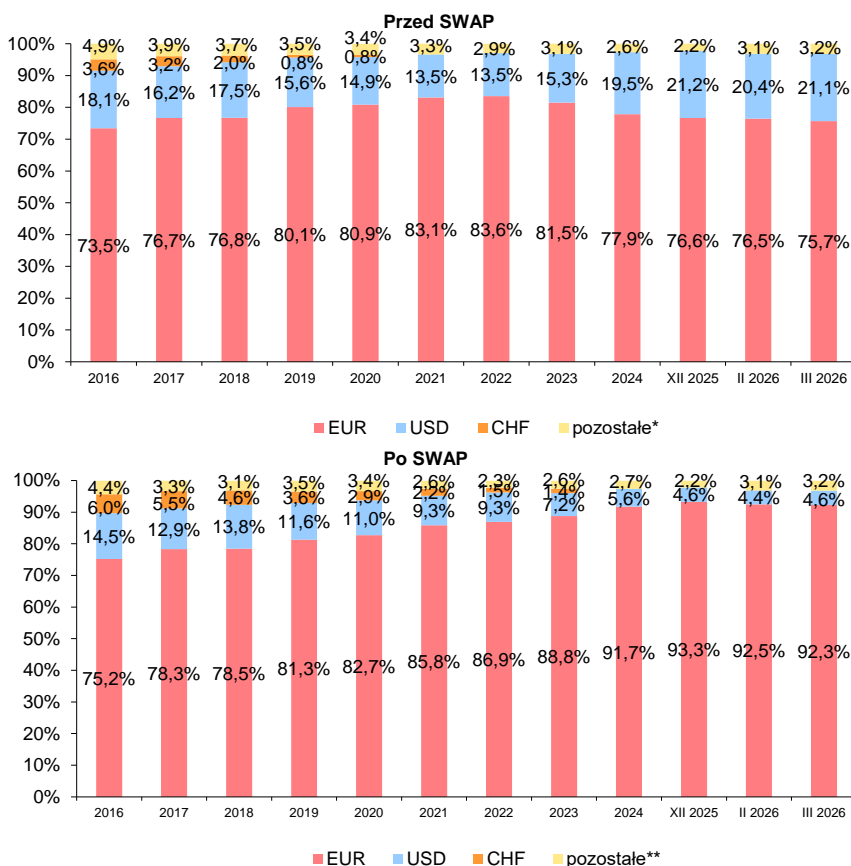 Przed SWAP
4,9% 3,9% 3,7% 3,5% 3,4% 3,3% 2,9% 3,1% 2,6% 2,2% 3,1% 3,2%
3,6% 3,2% 2,0% 0,8% 0,8%
18,1% 16,2% 17,5% 15,6% 14,9% 13,5% 13,5% 15,3% 19,5% 21,2% 20,4% 21,1%
73,5% 76,7% 76,8% 80,1% 80,9% 83,1% 83,6% 81,5% 77,9% 76,6% 76,5% 75,7%
100%
90%
80%
70%
60%
50%
40%
30%
20%
10%
0%
2016 2017 2018 2019 2020 2021 2022 2023 2024 XII 2025 II 2026 III 2026
EUR USD CHF pozostałe*
Po SWAP
4,4% 3,3% 3,1% 3,5% 3,4% 2,6% 2,3% 2,6% 2,7% 2,2% 3,1% 3,2%
6,0% 5,5% 4,6% 3,6% 2,9% 2,2% 1,5% 1,4%
14,5% 12,9% 13,8% 11,6% 11,0% 9,3% 9,3% 7,2% 5,6% 4,6% 4,4% 4,6%
75,2% 78,3% 78,5% 81,3% 82,7% 85,8% 86,9% 88,8% 91,7% 93,3% 92,5% 92,3%
100%
90%
80%
70%
60%
50%
40%
30%
20%
10%
0%
2016 2017 2018 2019 2020 2021 2022 2023 2024 XII 2025 II 2026 III 2026
EUR USD CHF pozostałe**